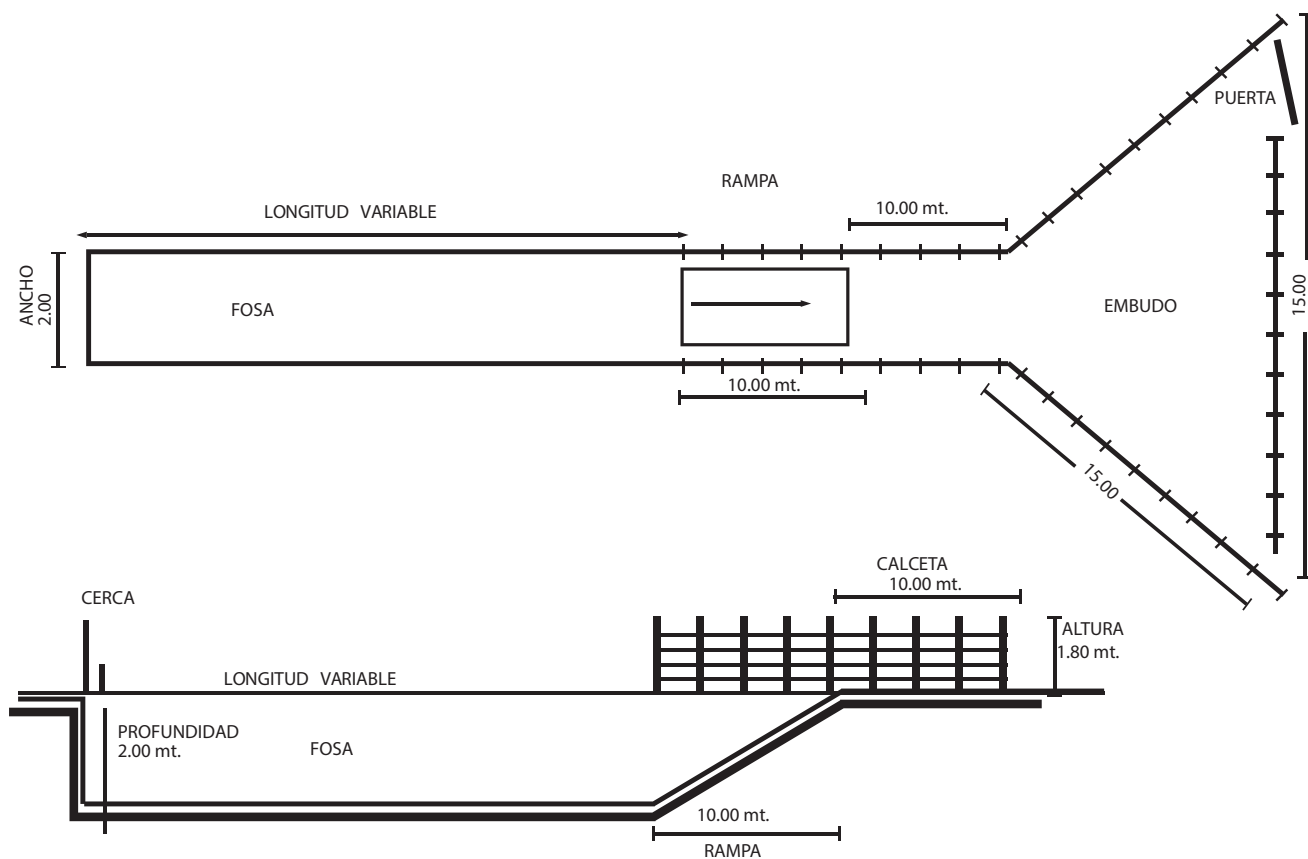 PUERTA
RAMPA
10.00 mt.
LONGITUD VARIABLE
ANCHO
2.00
FOSA
EMBUDO
15.00
10.00 mt.
15.00
CALCETA
10.00 mt.
CERCA
ALTURA
1.80 mt.
LONGITUD VARIABLE
PROFUNDIDAD
2.00 mt.
FOSA
10.00 mt.
RAMPA